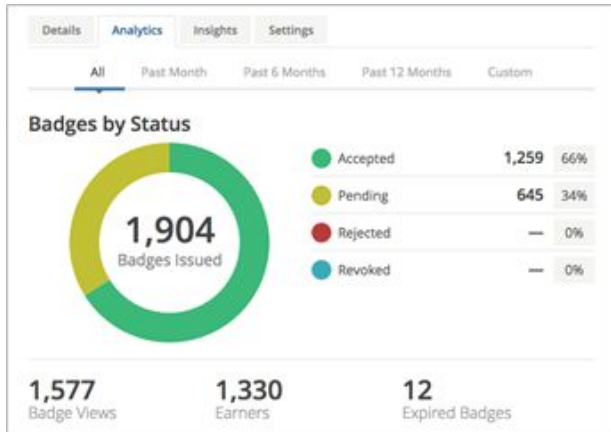 Details Analytics Insights Settings
All Past Month Past 6 Months Past 12 Months Custom
Badges by Status
1,904
Badges Issued
Accepted 1,259 66%
Pending 645 34%
Rejected — 0%
Revoked — 0%
1,577 1,330 12
Badge Views Earners Expired Badges